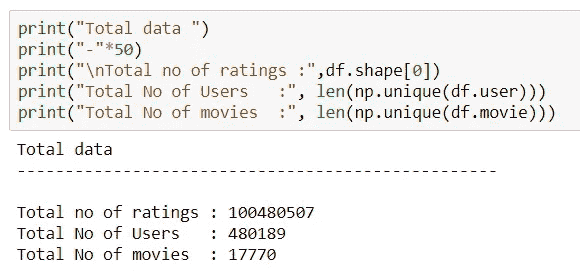 print("Total data ")
print("-"*50)
print("\nTotal no of ratings :",df.shape[0])
print("Total No of Users   :", len(np.unique(df.user)))
print("Total No of movies  :", len(np.unique(df.movie)))
Total data
--------------------------------------------------
Total no of ratings : 100480507
Total No of Users   : 480189
Total No of movies  : 17770